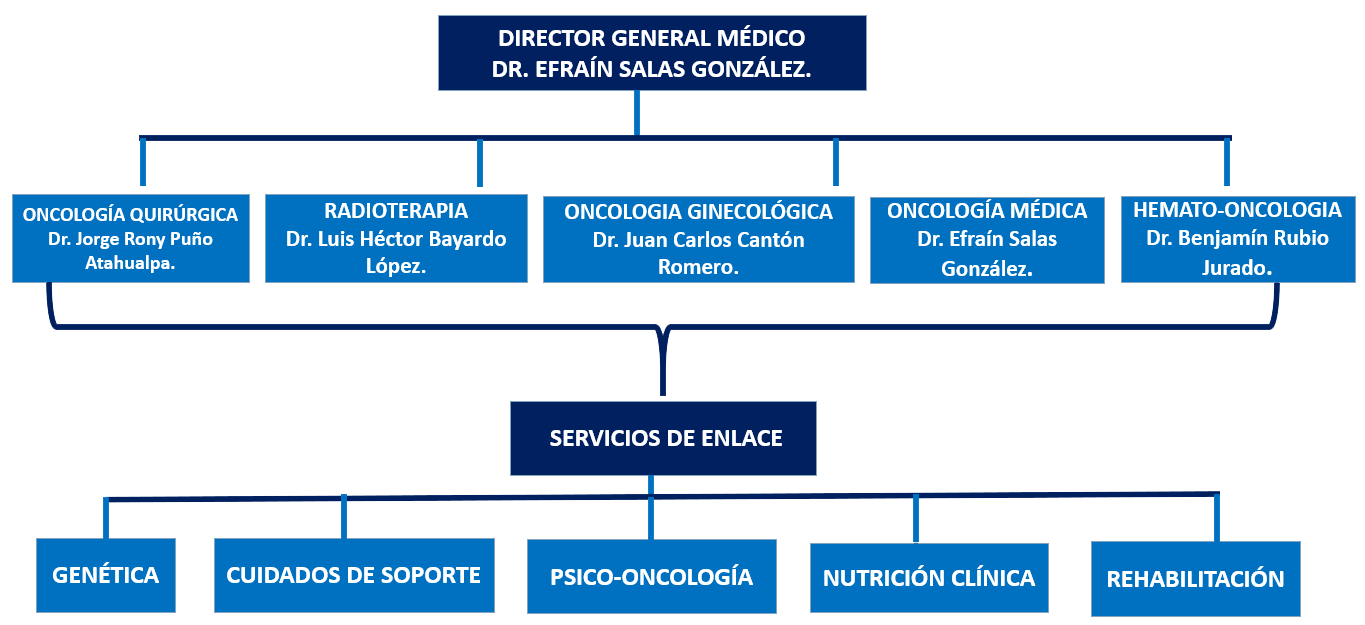 DIRECTOR GENERAL MÉDICO
DR. EFRAÍN SALAS GONZÁLEZ.
ONCOLOGÍA QUIRÚRGICA
Dr. Jorge Rony Puño
Atahualpa.
RADIOTERAPIA
Dr. Luis Héctor Bayardo
López.
ONCOLOGIA GINECOLÓGICA
Dr. Juan Carlos Cantón
Romero.
ONCOLOGÍA MÉDICA
Dr. Efraín Salas
González.
HEMATO-ONCOLOGIA
Dr. Benjamín Rubio
Jurado.
SERVICIOS DE ENLACE
GENÉTICA
CUIDADOS DE SOPORTE
PSICO-ONCOLOGÍA
NUTRICIÓN CLÍNICA
REHABILITACIÓN